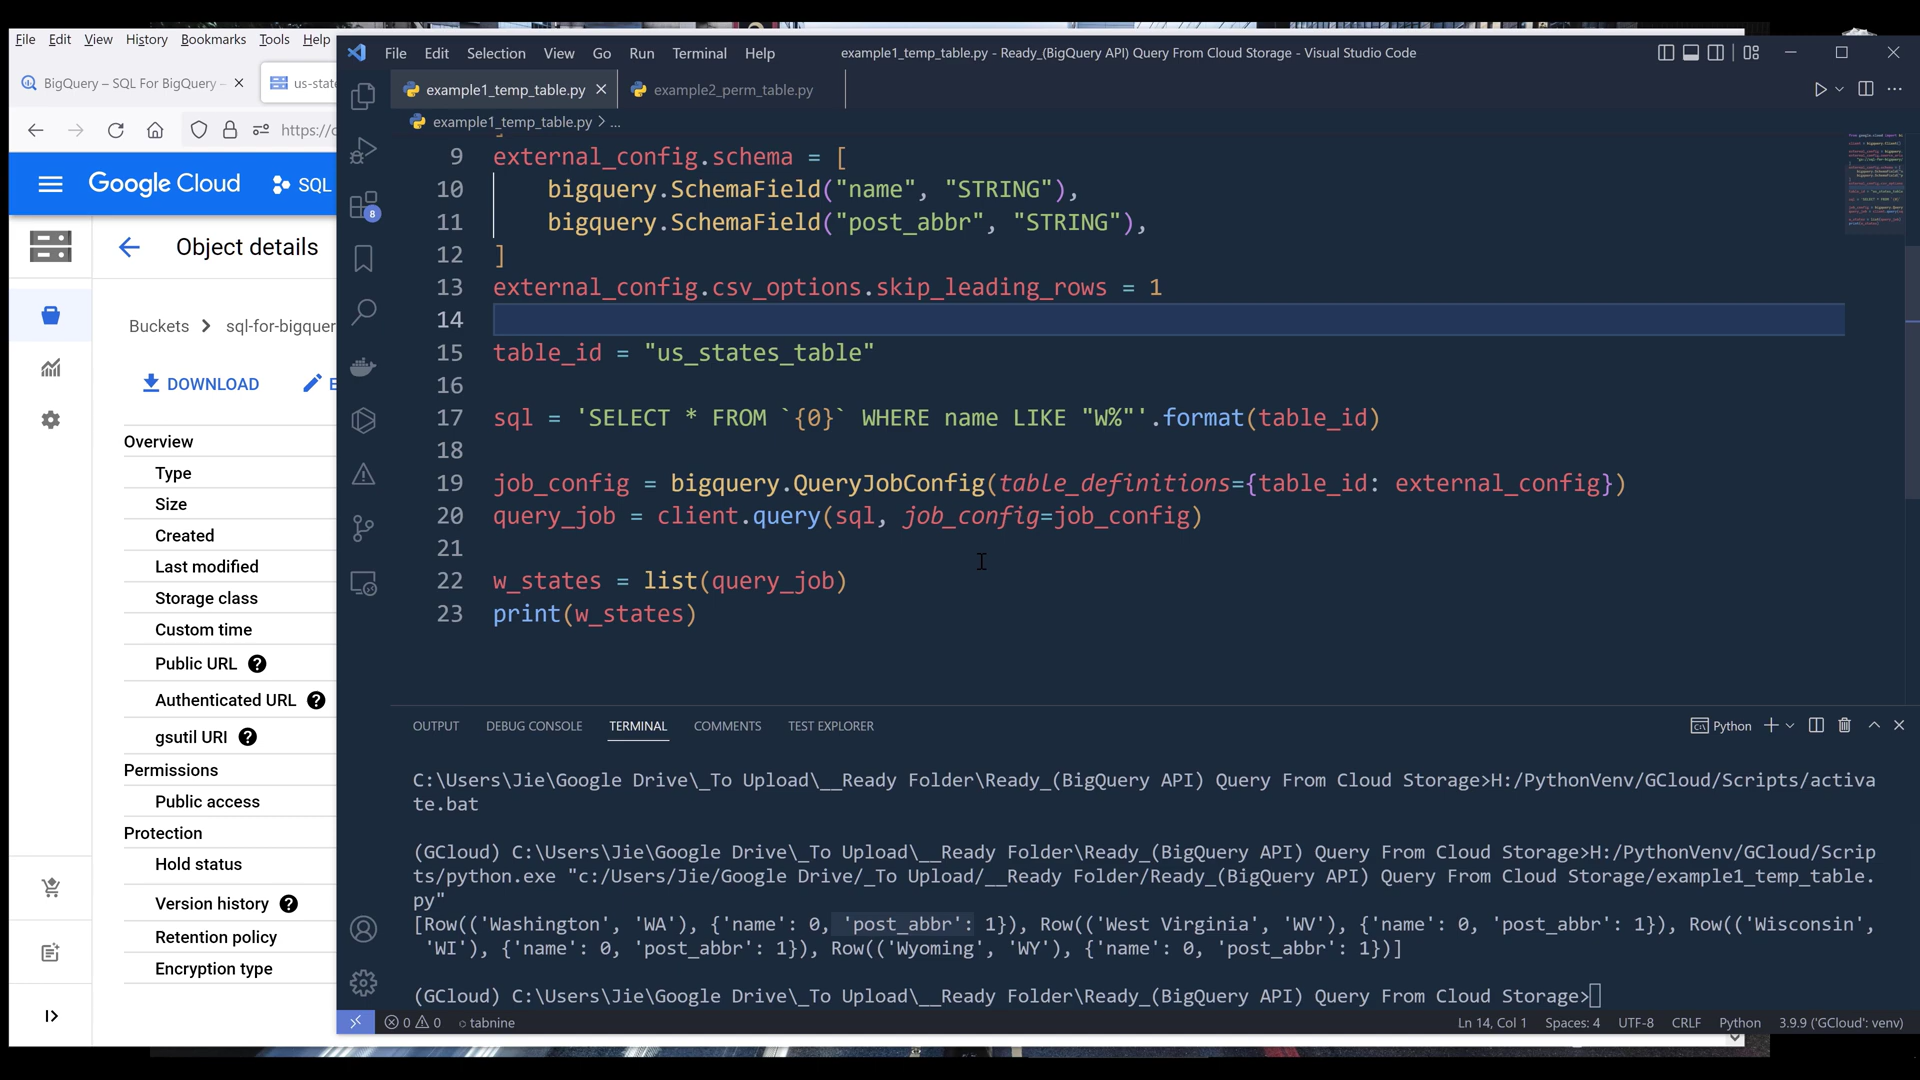 File Edit View History Bookmarks Tools Help
BigQuery – SQL For BigQuery –
us-stat
https://c
Google Cloud
SQL
Object details
Buckets > sql-for-bigquer
DOWNLOAD
E
Overview
Type
Size
Created
Last modified
Storage class
Custom time
Public URL
Authenticated URL
gsutil URI
Permissions
Public access
Protection
Hold status
Version history
Retention policy
Encryption type
File Edit Selection View Go Run Terminal Help
example1_temp_table.py - Ready_(BigQuery API) Query From Cloud Storage - Visual Studio Code
example1_temp_table.py
example2_perm_table.py
example1_temp_table.py > ...
8
9 external_config.schema = [
10 bigquery.SchemaField("name", "STRING"),
11 bigquery.SchemaField("post_abbr", "STRING"),
12 ]
13 external_config.csv_options.skip_leading_rows = 1
14
15 table_id = "us_states_table"
16
17 sql = 'SELECT * FROM `{0}` WHERE name LIKE "W%"'.format(table_id)
18
19 job_config = bigquery.QueryJobConfig(table_definitions={table_id: external_config})
20 query_job = client.query(sql, job_config=job_config)
21
22 w_states = list(query_job)
23 print(w_states)
OUTPUT DEBUG CONSOLE TERMINAL COMMENTS TEST EXPLORER
Python
C:\Users\Jie\Google Drive\_To Upload\__Ready Folder\Ready_(BigQuery API) Query From Cloud Storage>H:/PythonVenv/GCloud/Scripts/activa
te.bat
(GCloud) C:\Users\Jie\Google Drive\_To Upload\__Ready Folder\Ready_(BigQuery API) Query From Cloud Storage>H:/PythonVenv/GCloud/Scrip
ts/python.exe "c:/Users/Jie/Google Drive/_To Upload/__Ready Folder/Ready_(BigQuery API) Query From Cloud Storage/example1_temp_table.
py"
[Row(('Washington', 'WA'), {'name': 0, 'post_abbr': 1}), Row(('West Virginia', 'WV'), {'name': 0, 'post_abbr': 1}), Row(('Wisconsin',
'WI'), {'name': 0, 'post_abbr': 1}), Row(('Wyoming', 'WY'), {'name': 0, 'post_abbr': 1})]
(GCloud) C:\Users\Jie\Google Drive\_To Upload\__Ready Folder\Ready_(BigQuery API) Query From Cloud Storage>
0 0 tabnine
Ln 14, Col 1 Spaces: 4 UTF-8 CRLF Python 3.9.9 ('GCloud': venv)